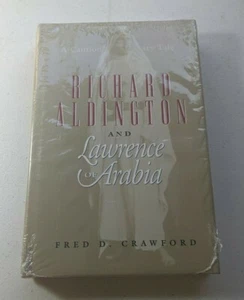 RICHARD
ALDINGTON
AND
Lawrence
OF
Arabia
FRED D. CRAWFORD